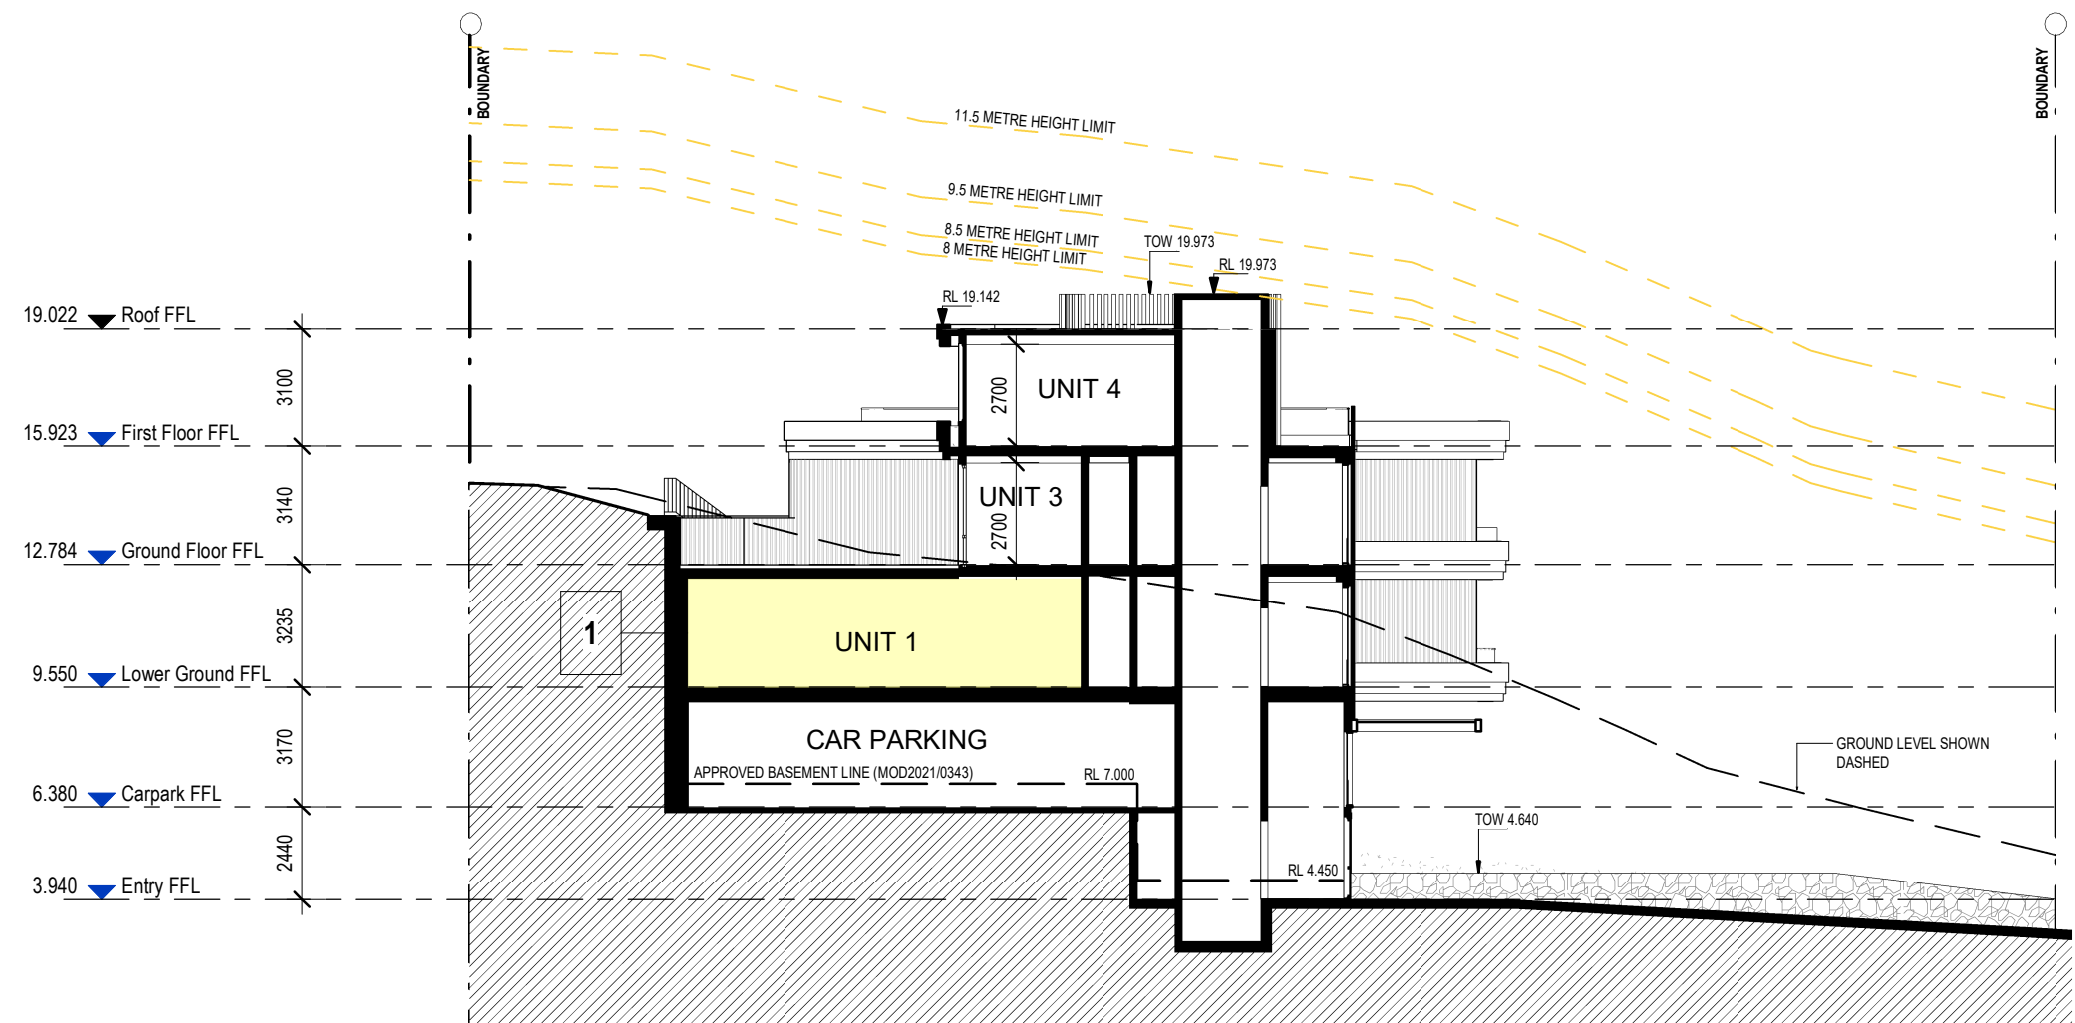 BOUNDARY
BOUNDARY
11.5 METRE HEIGHT LIMIT
9.5 METRE HEIGHT LIMIT
8.5 METRE HEIGHT LIMIT
8 METRE HEIGHT LIMIT
TOW 19.973
RL 19.973
RL 19.142
19.022 Roof FFL
3100
2700
UNIT 4
15.923 First Floor FFL
3140
UNIT 3
2700
12.784 Ground Floor FFL
3235
1
UNIT 1
9.550 Lower Ground FFL
3170
CAR PARKING
APPROVED BASEMENT LINE (MOD2021/0343)
RL 7.000
GROUND LEVEL SHOWN
DASHED
6.380 Carpark FFL
2440
TOW 4.640
RL 4.450
3.940 Entry FFL